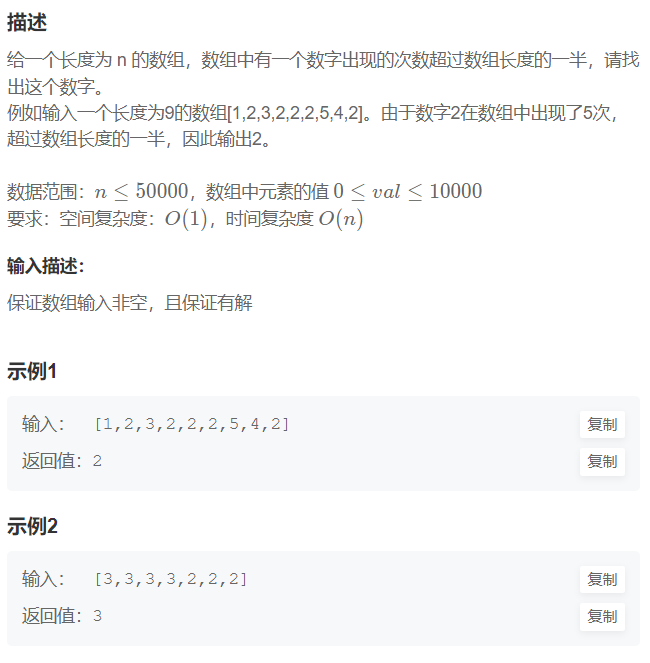 描述
给一个长度为 n 的数组，数组中有一个数字出现的次数超过数组长度的一半，请找
出这个数字。
例如输入一个长度为9的数组[1,2,3,2,2,2,5,4,2]。由于数字2在数组中出现了5次，
超过数组长度的一半，因此输出2。
数据范围：n ≤ 50000，数组中元素的值 0 ≤ val ≤ 10000
要求：空间复杂度：O(1)，时间复杂度 O(n)
输入描述：
保证数组输入非空，且保证有解
示例1
输入： [1,2,3,2,2,2,5,4,2] 复制
返回值：2 复制
示例2
输入： [3,3,3,3,2,2,2] 复制
返回值：3 复制